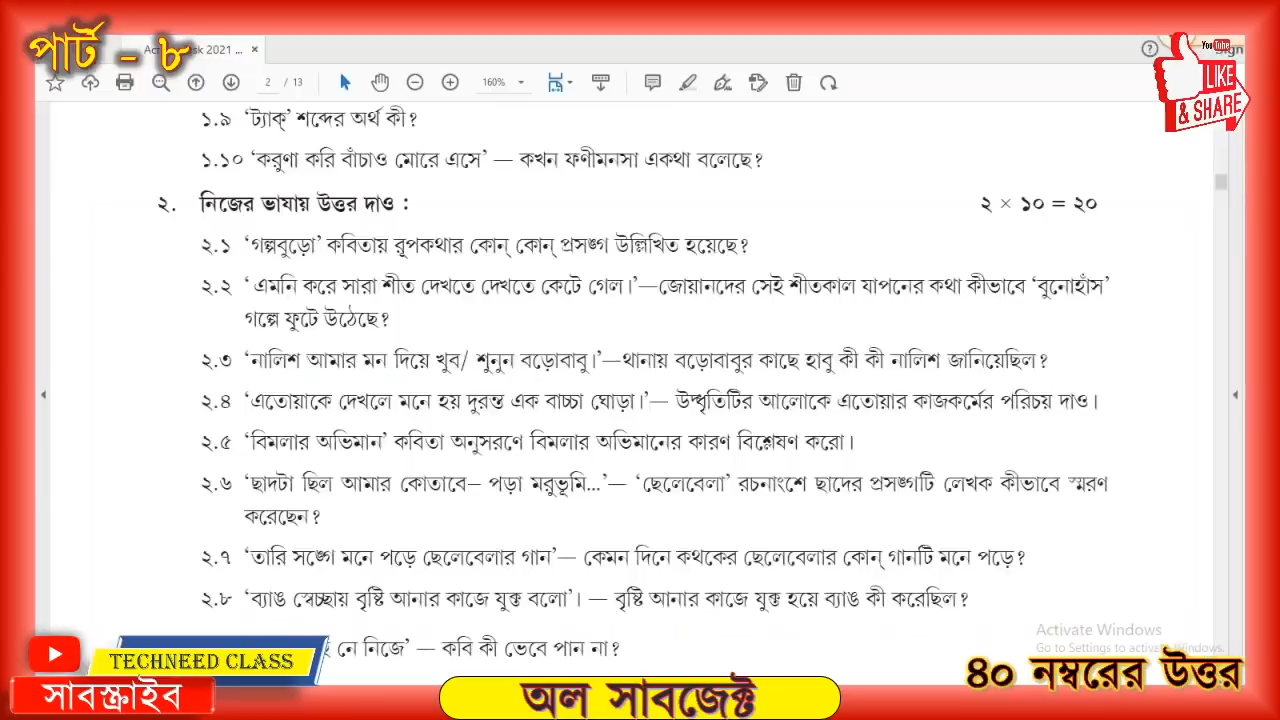 পার্ট - ৮
Act
sk 2021 ...
×
YouTube
Sign
LIKE
& SHARE
2 / 13
160%
১.৯ ‘ট্যাক্’ শব্দের অর্থ কী?
১.১০ ‘করুণা করি বাঁচাও মোরে এসে’ — কখন ফণীমনসা একথা বলেছে?
২. নিজের ভাষায় উত্তর দাও : ২ × ১০ = ২০
২.১ ‘গল্পবুড়ো’ কবিতায় রূপকথার কোন্ কোন্ প্রসঙ্গ উল্লিখিত হয়েছে?
২.২ ‘এমনি করে সারা শীত দেখতে দেখতে কেটে গেল।’—জোয়ানদের সেই শীতকাল যাপনের কথা কীভাবে ‘বুনোহাঁস’
গল্পে ফুটে উঠেছে?
২.৩ ‘নালিশ আমার মন দিয়ে খুব/ শুনুন বড়োবাবু।’—থানায় বড়োবাবুর কাছে হাবু কী কী নালিশ জানিয়েছিল?
২.৪ ‘এতোয়াকে দেখলে মনে হয় দুরন্ত এক বাচ্চা ঘোড়া।’— উদ্ধৃতিটির আলোকে এতোয়ার কাজকর্মের পরিচয় দাও।
২.৫ ‘বিমলার অভিমান’ কবিতা অনুসরণে বিমলার অভিমানের কারণ বিশ্লেষণ করো।
২.৬ ‘ছাদটা ছিল আমার কেতাবে– পড়া মরুভূমি...’— ‘ছেলেবেলা’ রচনাংশে ছাদের প্রসঙ্গটি লেখক কীভাবে স্মরণ
করেছেন?
২.৭ ‘তারি সঙ্গে মনে পড়ে ছেলেবেলার গান’— কেমন দিনে কথকের ছেলেবেলার কোন্ গানটি মনে পড়ে?
২.৮ ‘ব্যাঙ স্বেচ্ছায় বৃষ্টি আনার কাজে যুক্ত বলো’। — বৃষ্টি আনার কাজে যুক্ত হয়ে ব্যাঙ কী করেছিল?
নে নিজে’ — কবি কী ভেবে পান না?
Activate Windows
Go to Settings to activate Windows.
TECHNEED CLASS
সাবস্ক্রাইব
অল সাবজেক্ট
৪০ নম্বরের উত্তর